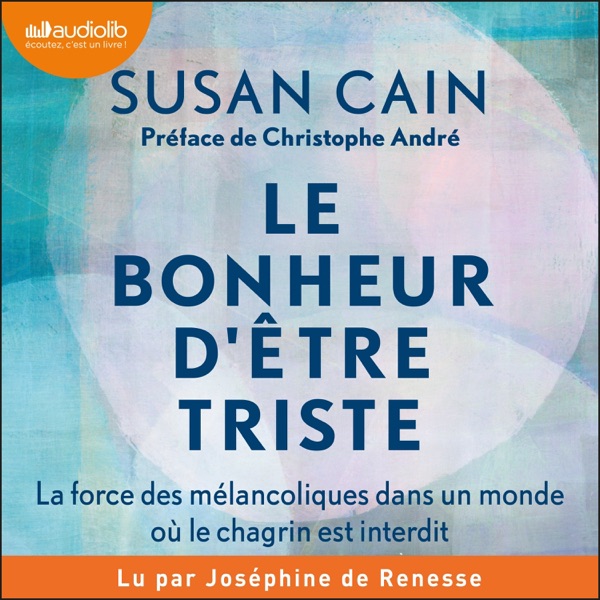 audiolib
écoutez, c'est un livre !
SUSAN CAIN
Préface de Christophe André
LE
BONHEUR
D'ÊTRE
TRISTE
La force des mélancoliques dans un monde
où le chagrin est interdit
Lu par Joséphine de Renesse